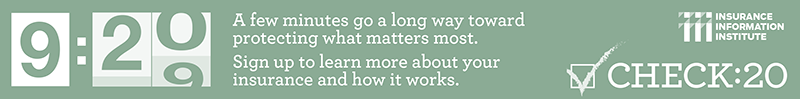 9:20
9
A few minutes go a long way toward
protecting what matters most.
Sign up to learn more about your
insurance and how it works.
INSURANCE
INFORMATION
INSTITUTE
CHECK:20